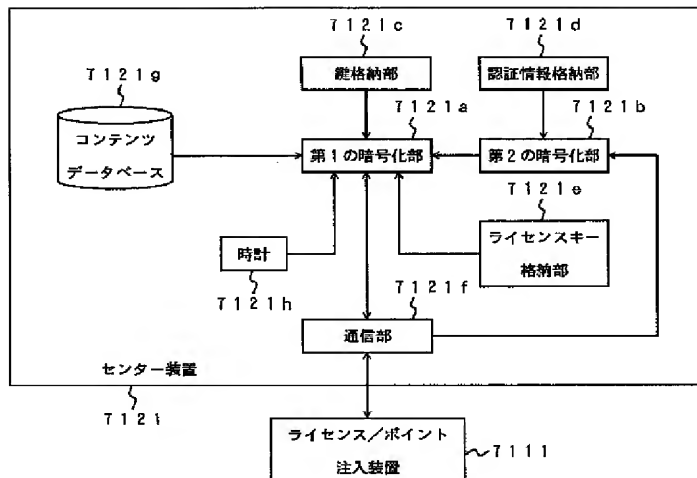 7121c
7121d
7121g
鍵格納部
認証情報格納部
7121a
7121b
コンテンツ
データベース
第1の暗号化部
第2の暗号化部
7121e
時計
ライセンスキー
格納部
7121h
7121f
通信部
センター装置
7121
ライセンス/ポイント
注入装置
7111